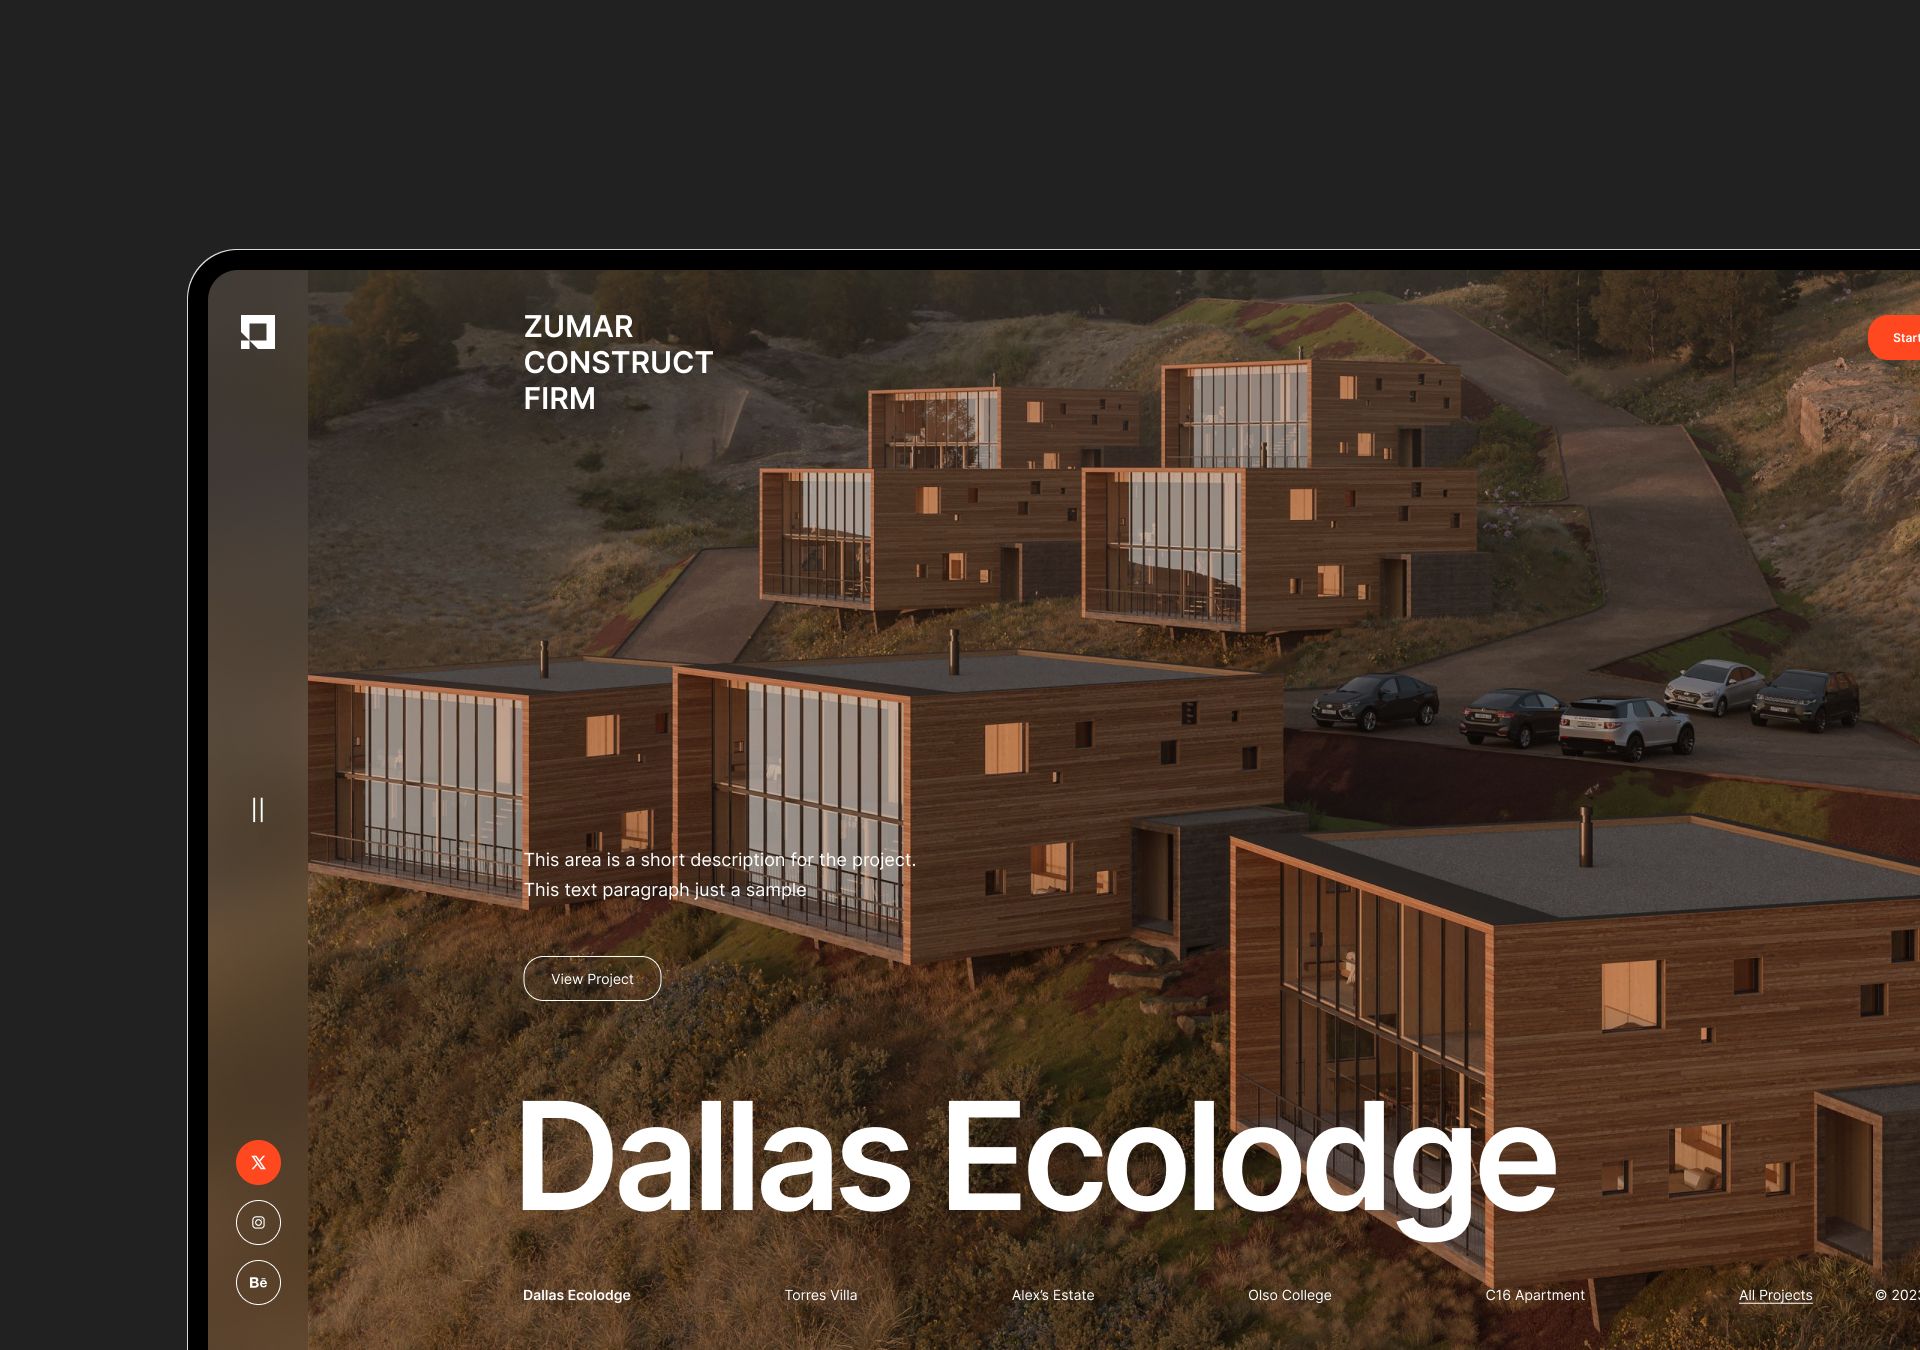 ZUMAR
CONSTRUCT
FIRM
Start
This area is a short description for the project.
This text paragraph just a sample
View Project
Dallas Ecolodge
Bē
Dallas Ecolodge
Torres Villa
Alex’s Estate
Olso College
C16 Apartment
All Projects
© 2023